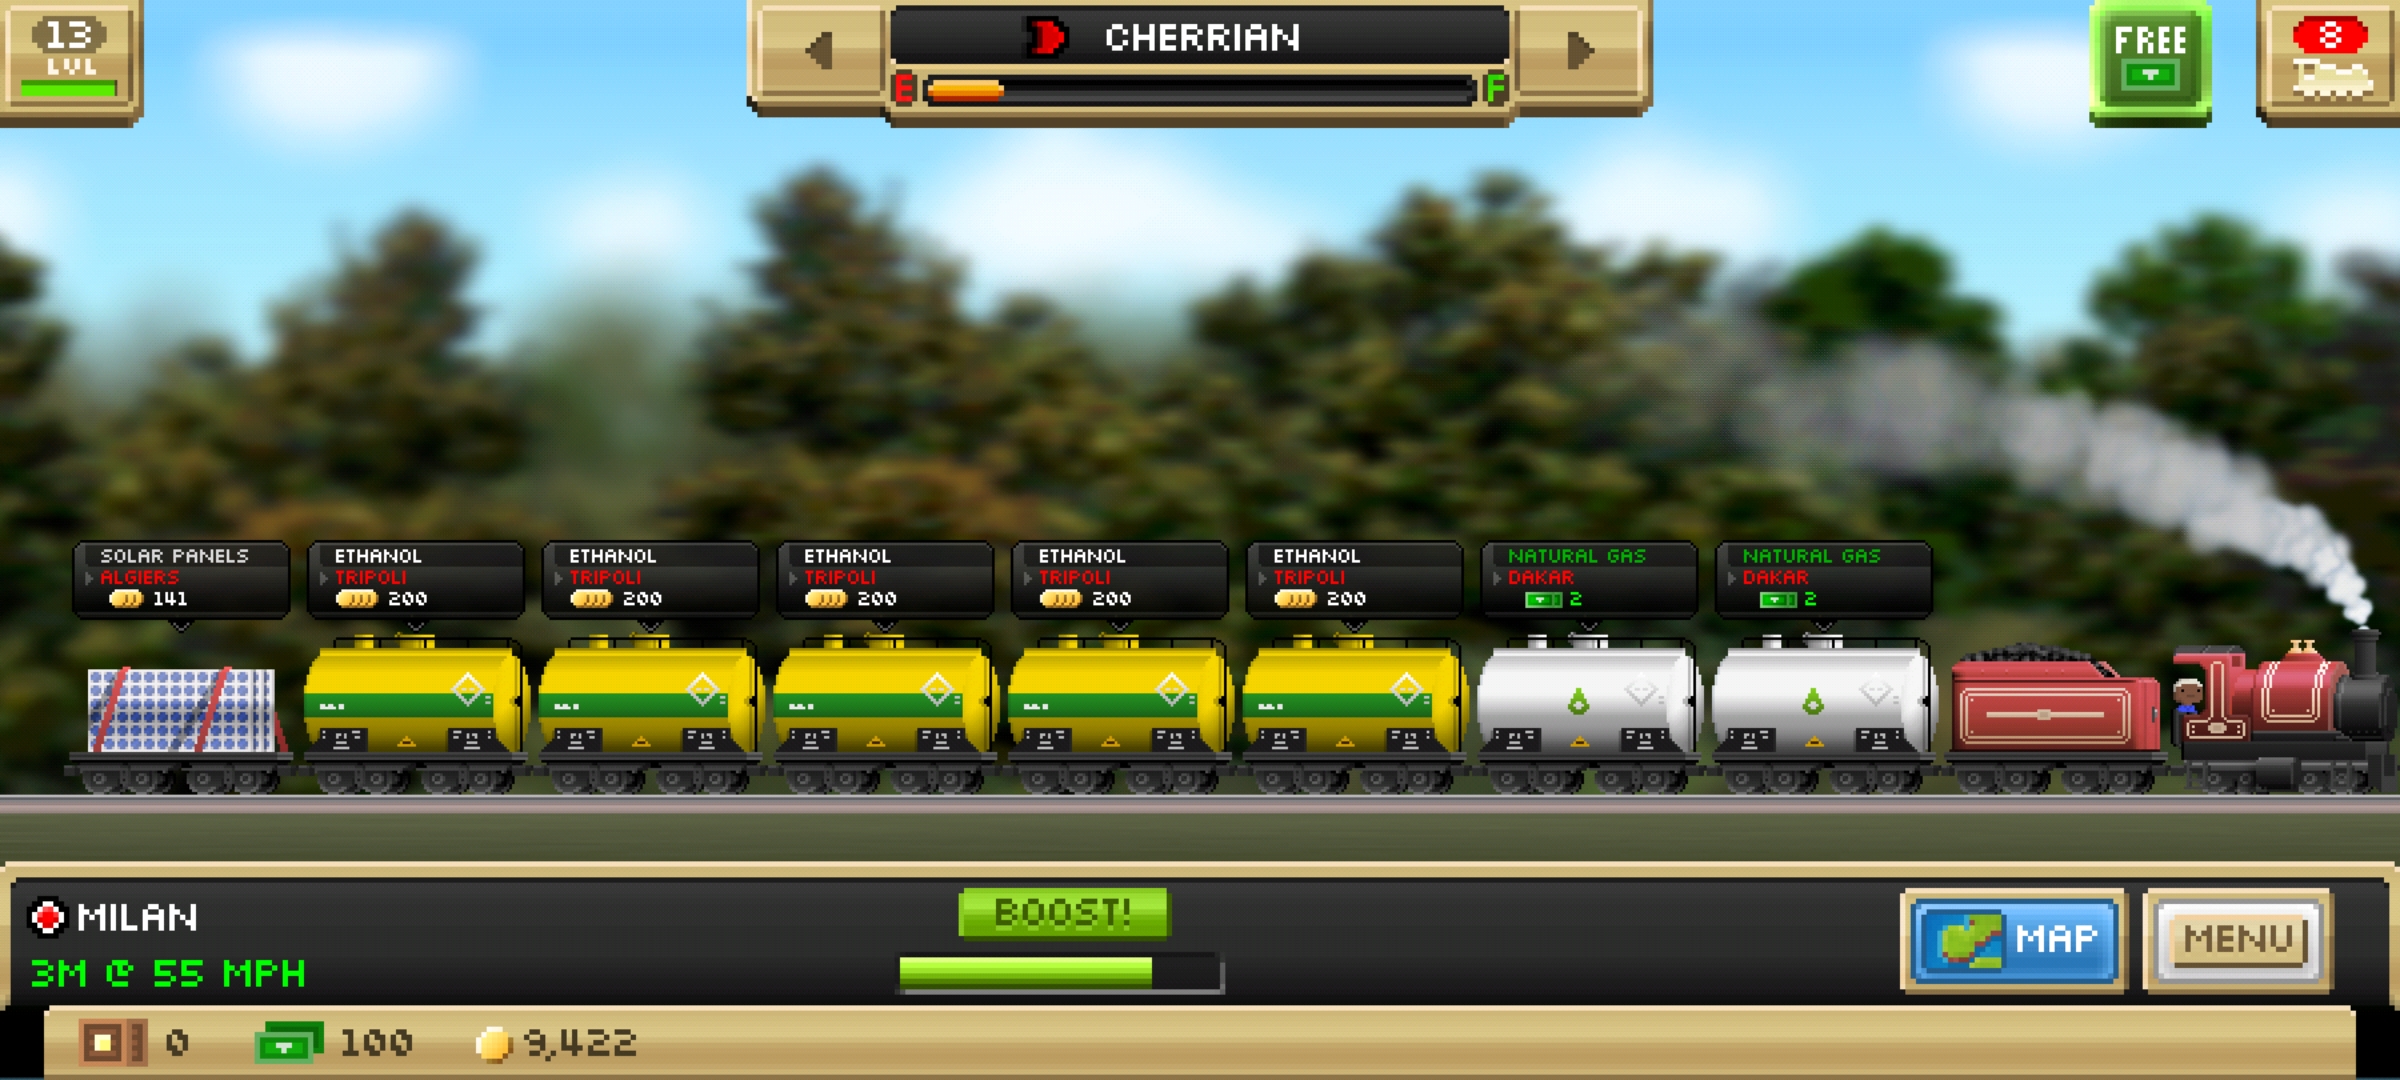 13
LVL
CHERRIAN
E
F
FREE
8
SOLAR PANELS
ALGIERS
141
ETHANOL
TRIPOLI
200
ETHANOL
TRIPOLI
200
ETHANOL
TRIPOLI
200
ETHANOL
TRIPOLI
200
ETHANOL
TRIPOLI
200
NATURAL GAS
DAKAR
2
NATURAL GAS
DAKAR
2
MILAN
3M @ 55 MPH
BOOST!
MAP
MENU
0
100
9,422